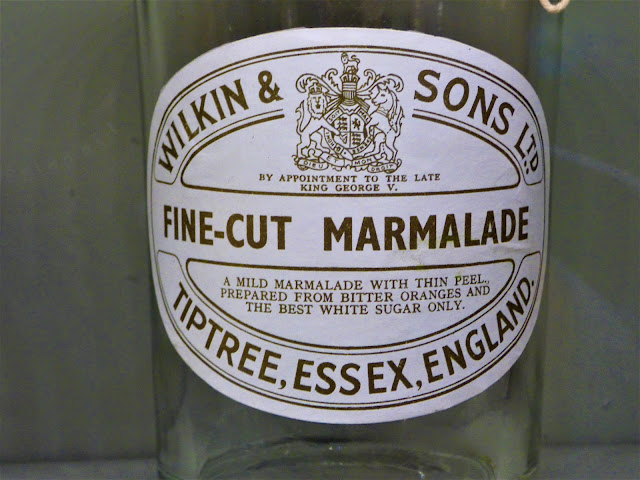 WILKIN & SONS LTD.
BY APPOINTMENT TO THE LATE
KING GEORGE V.
FINE-CUT MARMALADE
A MILD MARMALADE WITH THIN PEEL,
PREPARED FROM BITTER ORANGES AND
THE BEST WHITE SUGAR ONLY.
TIPTREE, ESSEX, ENGLAND.